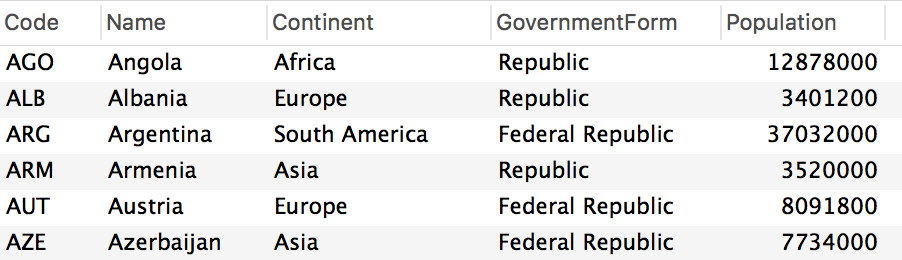 Code Name Continent GovernmentForm Population
AGO Angola Africa Republic 12878000
ALB Albania Europe Republic 3401200
ARG Argentina South America Federal Republic 37032000
ARM Armenia Asia Republic 3520000
AUT Austria Europe Federal Republic 8091800
AZE Azerbaijan Asia Federal Republic 7734000